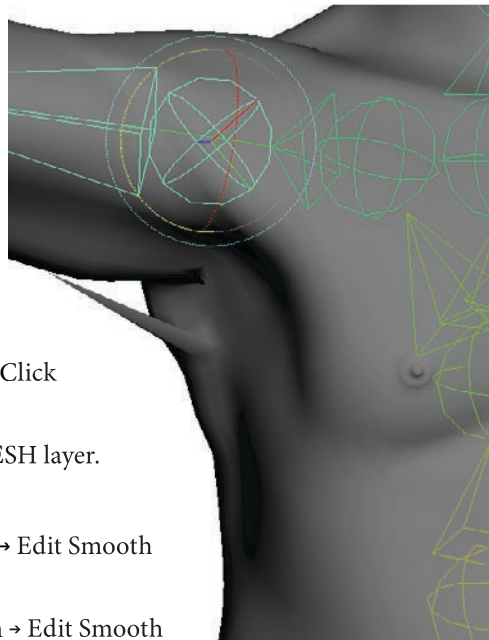 Click
ESH layer.
→ Edit Smooth
n → Edit Smooth